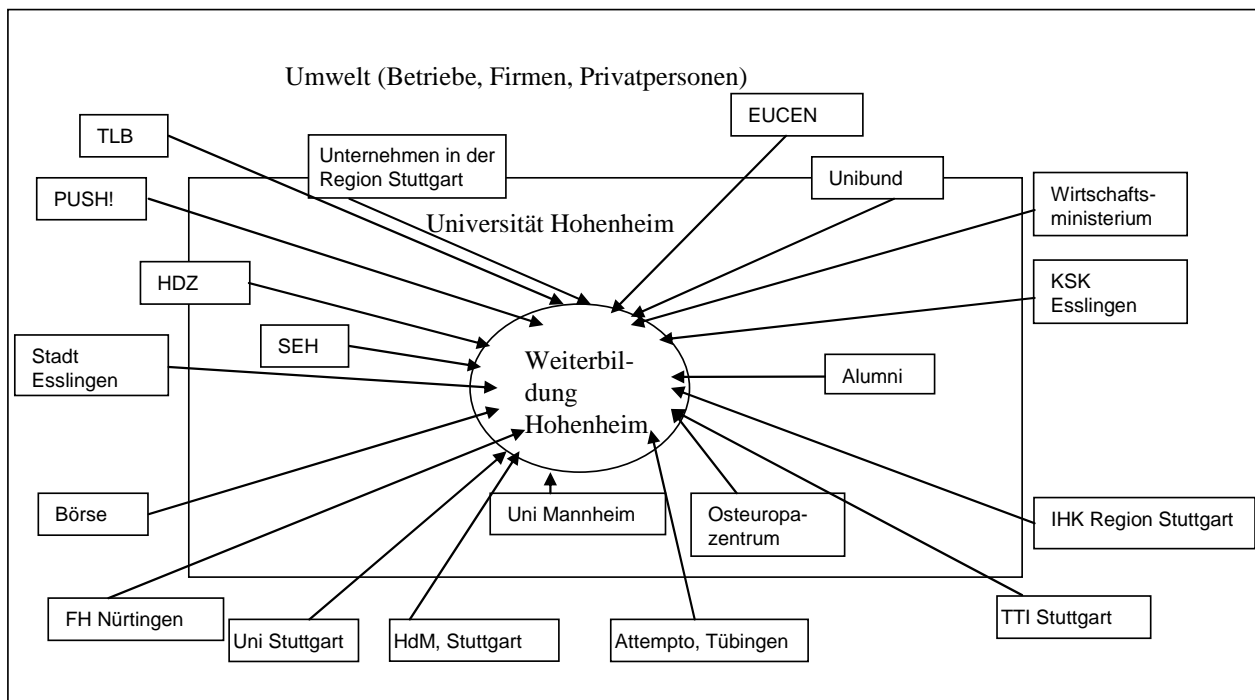 Umwelt (Betriebe, Firmen, Privatpersonen)
EUCEN
TLB
Unternehmen in der
Region Stuttgart
Unibund
PUSH!
Wirtschafts-
ministerium
Universität Hohenheim
HDZ
KSK
Esslingen
SEH
Stadt
Esslingen
Weiterbil-
dung
Hohenheim
Alumni
Börse
Uni Mannheim
Osteuropa-
zentrum
IHK Region Stuttgart
FH Nürtingen
Uni Stuttgart
HdM, Stuttgart
Attempto, Tübingen
TTI Stuttgart